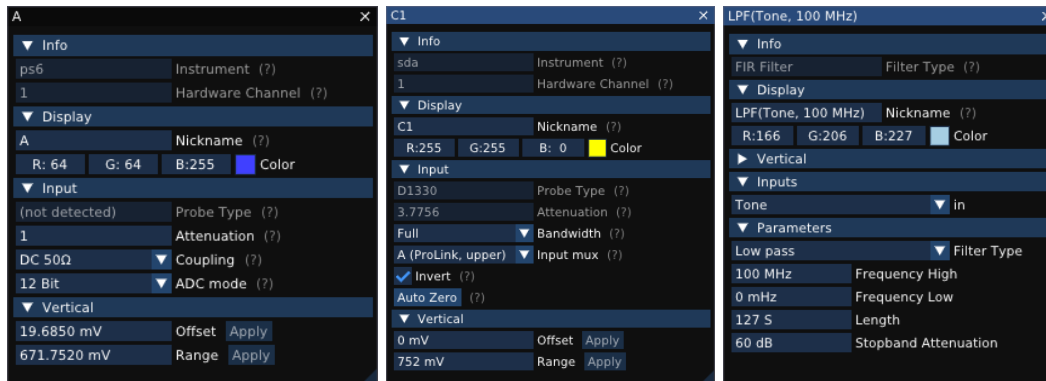 A
Info
ps6 Instrument (?)
1 Hardware Channel (?)
Display
A Nickname (?)
R: 64 G: 64 B:255 Color
Input
(not detected) Probe Type (?)
1 Attenuation (?)
DC 50Ω Coupling (?)
12 Bit ADC mode (?)
Vertical
19.6850 mV Offset Apply
671.7520 mV Range Apply
C1
Info
sda Instrument (?)
1 Hardware Channel (?)
Display
C1 Nickname (?)
R:255 G:255 B: 0 Color
Input
D1330 Probe Type (?)
3.7756 Attenuation (?)
Full Bandwidth (?)
A (ProLink, upper) Input mux (?)
Invert (?)
Auto Zero (?)
Vertical
0 mV Offset Apply
752 mV Range Apply
LPF(Tone, 100 MHz)
Info
FIR Filter Filter Type (?)
Display
LPF(Tone, 100 MHz) Nickname (?)
R:166 G:206 B:227 Color
Vertical
Inputs
Tone in
Parameters
Low pass Filter Type
100 MHz Frequency High
0 mHz Frequency Low
127 S Length
60 dB Stopband Attenuation